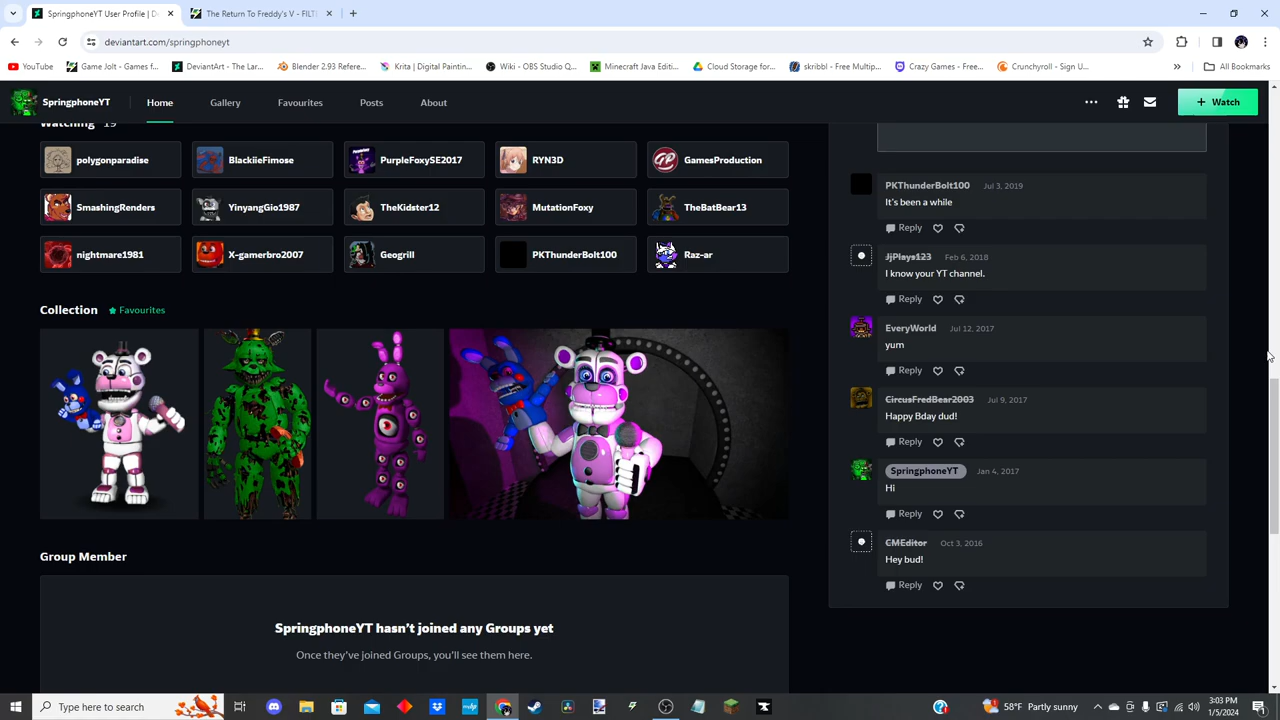 SpringphoneYT User Profile | De
The Return To Freddy's V - FILT
deviantart.com/springphoneyt
YouTube
Game Jolt - Games f...
DeviantArt - The Lar...
Blender 2.93 Refere...
Krita | Digital Paintin...
Wiki - OBS Studio Q...
Minecraft Java Editi...
Cloud Storage for...
skribbl - Free Multip...
Crazy Games - Free...
Crunchyroll - Sign U...
»
All Bookmarks
SpringphoneYT
Home
Gallery
Favourites
Posts
About
+ Watch
Watching 19
polygonparadise
BlackiieFimose
PurpleFoxySE2017
RYN3D
GamesProduction
SmashingRenders
YinyangGio1987
TheKidster12
MutationFoxy
TheBatBear13
nightmare1981
X-gamerbro2007
Geogrill
PKThunderBolt100
Raz-ar
Collection
Favourites
Group Member
SpringphoneYT hasn't joined any Groups yet
Once they've joined Groups, you'll see them here.
PKThunderBolt100 Jul 3, 2019
It's been a while
Reply
JjPlays123 Feb 6, 2018
I know your YT channel.
Reply
EveryWorld Jul 12, 2017
yum
Reply
CircusFredBear2003 Jul 9, 2017
Happy Bday dud!
Reply
SpringphoneYT Jan 4, 2017
Hi
Reply
CMEditor Oct 3, 2016
Hey bud!
Reply
Type here to search
58°F Partly sunny
3:03 PM
1/5/2024